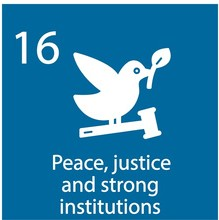 16
Peace, justice
and strong
institutions